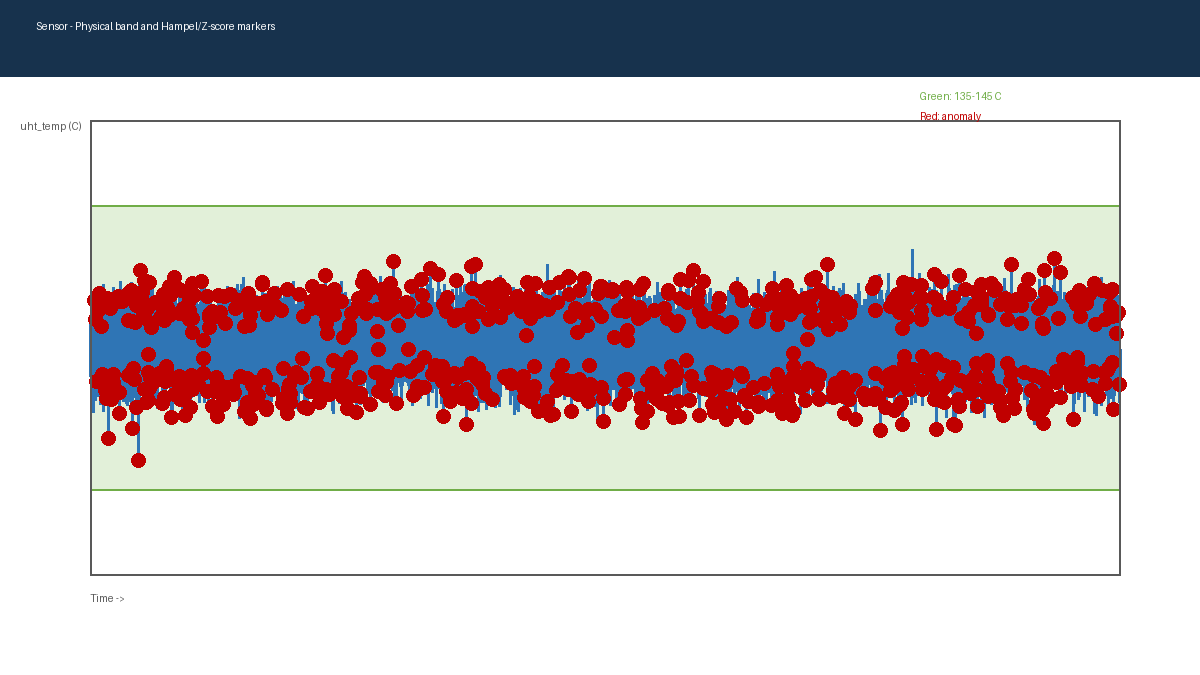 Sensor - Physical band and Hampel/Z-score markers
Green: 135-145 C
Red: anomaly
uht_temp (C)
Time ->